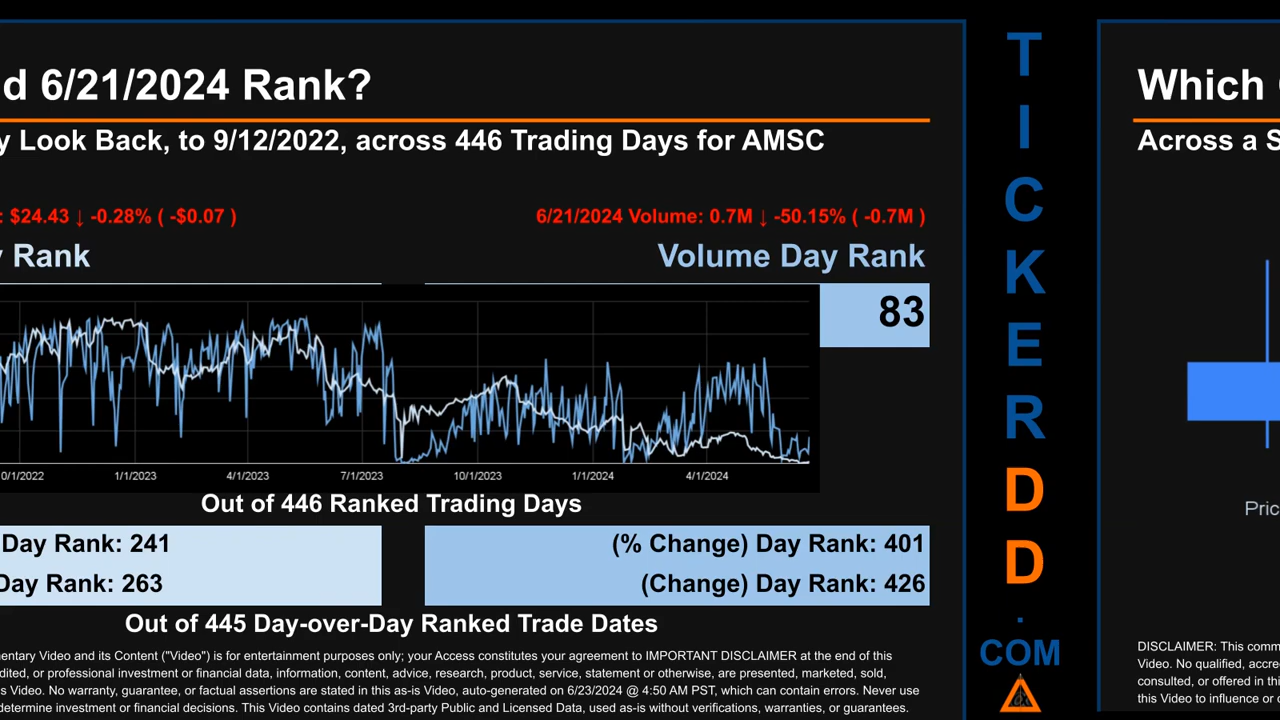 d 6/21/2024 Rank?
y Look Back, to 9/12/2022, across 446 Trading Days for AMSC
: $24.43 ↓ -0.28% ( -$0.07 )
6/21/2024 Volume: 0.7M ↓ -50.15% ( -0.7M )
y Rank
Volume Day Rank
83
0/1/2022 1/1/2023 4/1/2023 7/1/2023 10/1/2023 1/1/2024 4/1/2024
Out of 446 Ranked Trading Days
Day Rank: 241
(% Change) Day Rank: 401
Day Rank: 263
(Change) Day Rank: 426
Out of 445 Day-over-Day Ranked Trade Dates
mentary Video and its Content ("Video") is for entertainment purposes only; your Access constitutes your agreement to IMPORTANT DISCLAIMER at the end of this
dited, or professional investment or financial data, information, content, advice, research, product, service, statement or otherwise, are presented, marketed, sold,
s Video. No warranty, guarantee, or factual assertions are stated in this as-is Video, auto-generated on 6/23/2024 @ 4:50 AM PST, which can contain errors. Never use
determine investment or financial decisions. This Video contains dated 3rd-party Public and Licensed Data, used as-is without verifications, warranties, or guarantees.
T
I
C
K
E
R
D
D
.
COM
Which
Across a S
Pric
DISCLAIMER: This comm
Video. No qualified, accre
consulted, or offered in thi
this Video to influence or d